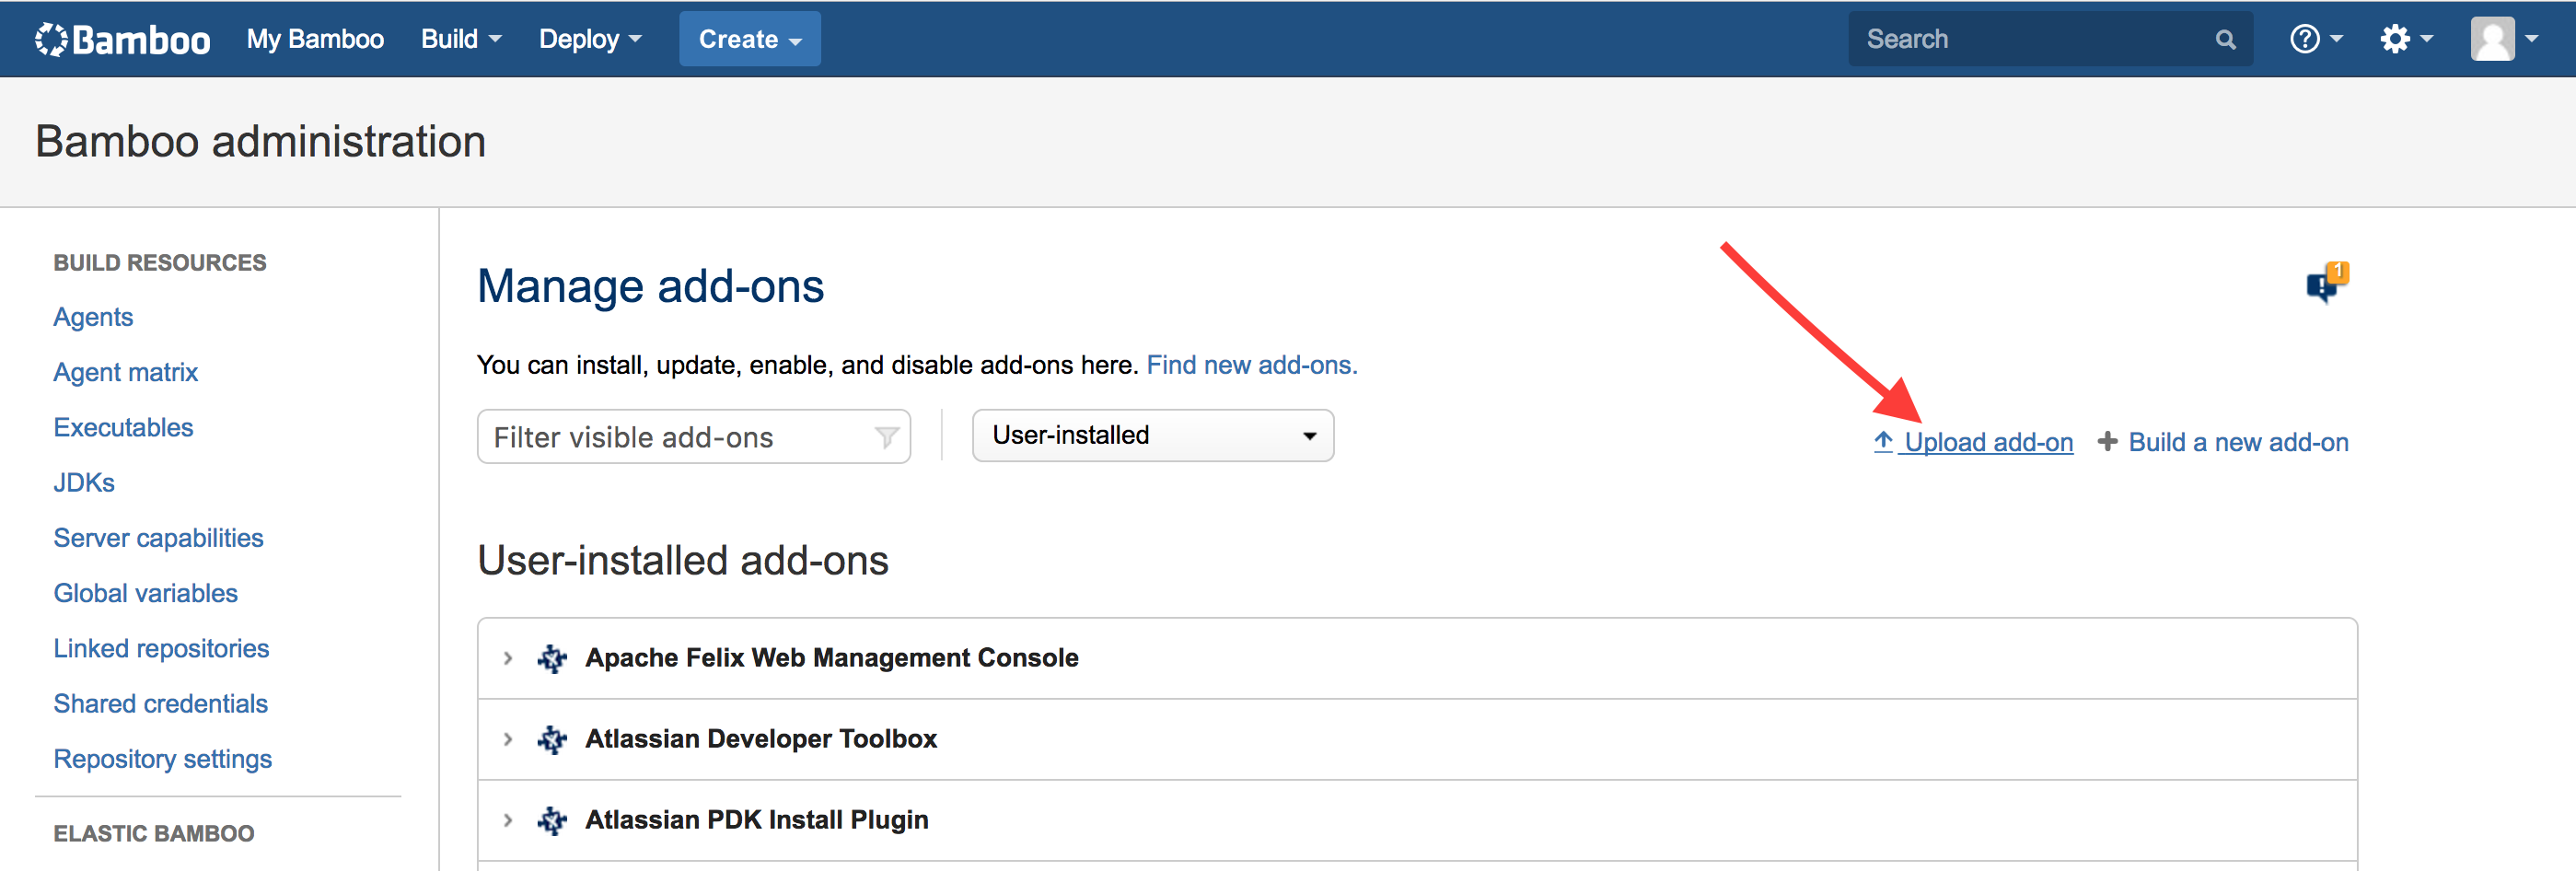 Bamboo My Bamboo Build Deploy Create Search
Bamboo administration
BUILD RESOURCES
Agents
Agent matrix
Executables
JDKs
Server capabilities
Global variables
Linked repositories
Shared credentials
Repository settings
ELASTIC BAMBOO
Manage add-ons
1
You can install, update, enable, and disable add-ons here. Find new add-ons.
Filter visible add-ons User-installed Upload add-on Build a new add-on
User-installed add-ons
Apache Felix Web Management Console
Atlassian Developer Toolbox
Atlassian PDK Install Plugin